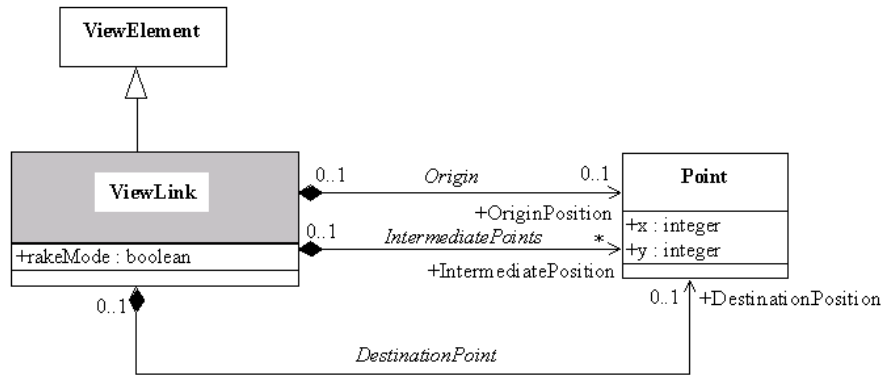 ViewElement
ViewLink
+rakeMode : boolean
0..1
Origin
0..1
+OriginPosition
0..1
IntermediatePoints
*
+IntermediatePosition
Point
+x : integer
+y : integer
0..1
+DestinationPosition
0..1
DestinationPoint